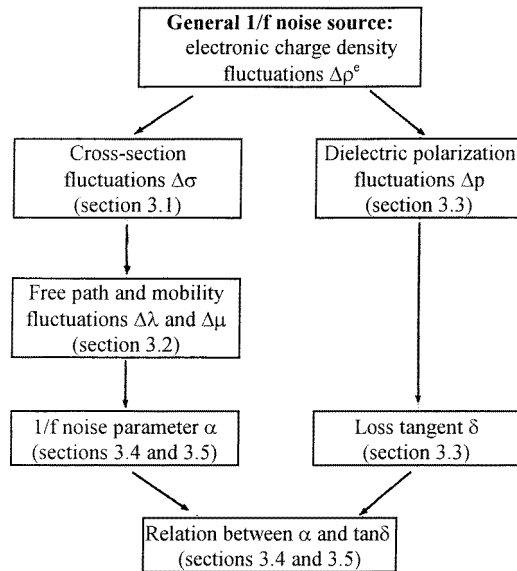 General 1/f noise source:
electronic charge density
fluctuations Δρᵉ
Cross-section
fluctuations Δσ
(section 3.1)
Dielectric polarization
fluctuations Δp
(section 3.3)
Free path and mobility
fluctuations Δλ and Δμ
(section 3.2)
1/f noise parameter α
(sections 3.4 and 3.5)
Loss tangent δ
(section 3.3)
Relation between α and tanδ
(sections 3.4 and 3.5)